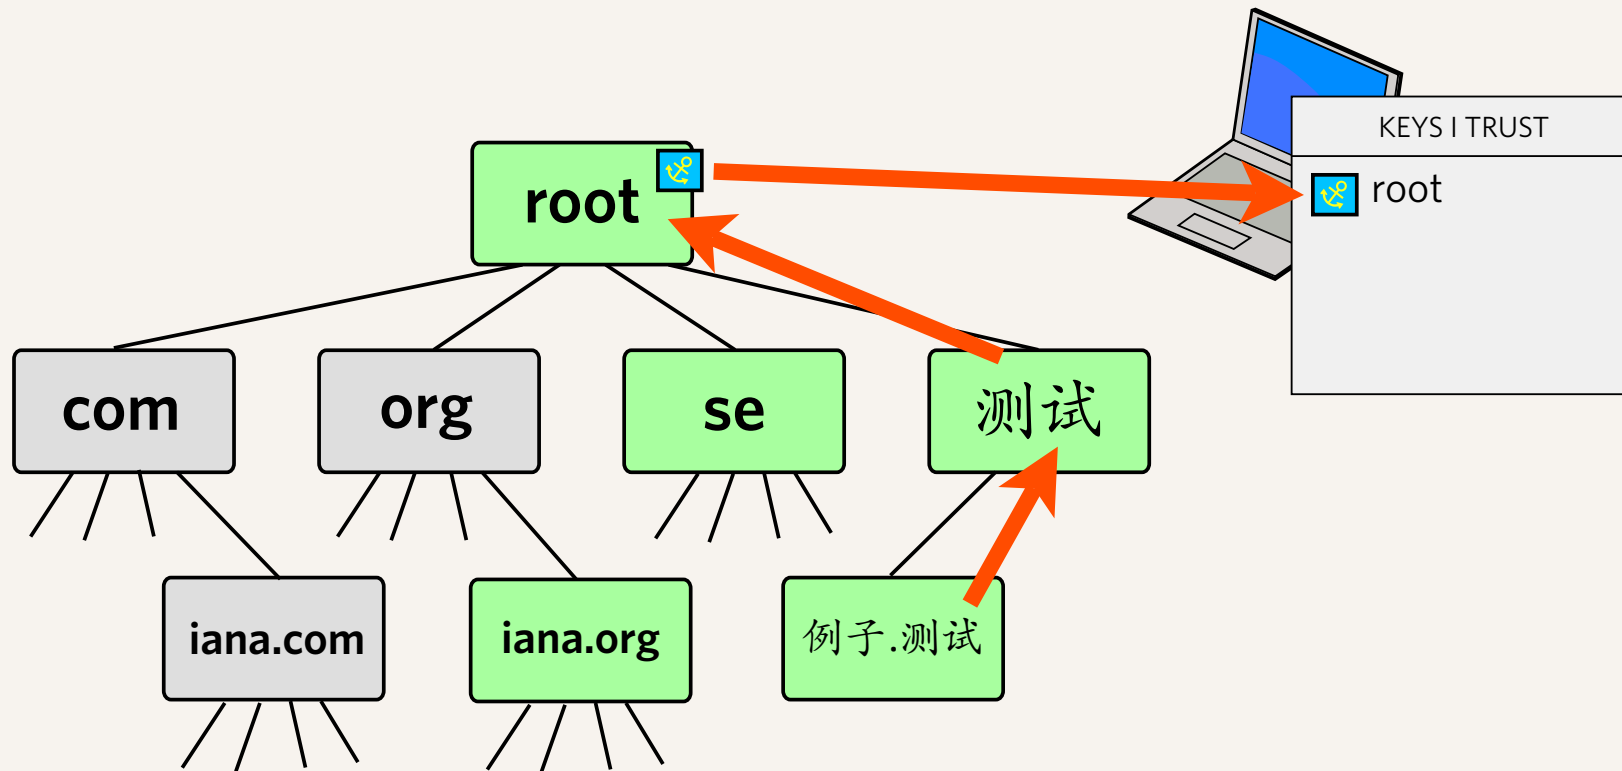 KEYS I TRUST
root
root
com
org
se
测试
iana.com
iana.org
例子.测试